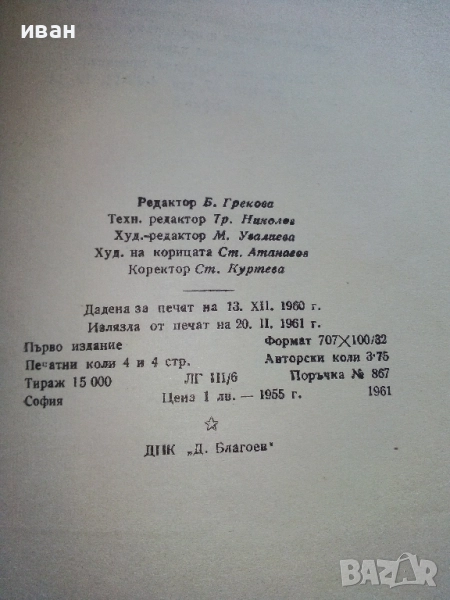 иван
Редактор Б. Грекова
Техн. редактор Тр. Николов
Худ.-редактор М. Увалиева
Худ. на корицата Ст. Атанасов
Коректор Ст. Куртева
Дадена за печат на 13. XII. 1960 г.
Излязла от печат на 20. II. 1961 г.
Първо издание Формат 707×100/32
Печатни коли 4 и 4 стр. Авторски коли 3·75
Тираж 15 000 ЛГ III/6 Поръчка № 867
София Цена 1 лв. — 1955 г. 1961
ДПК „Д. Благоев“
BAZAR